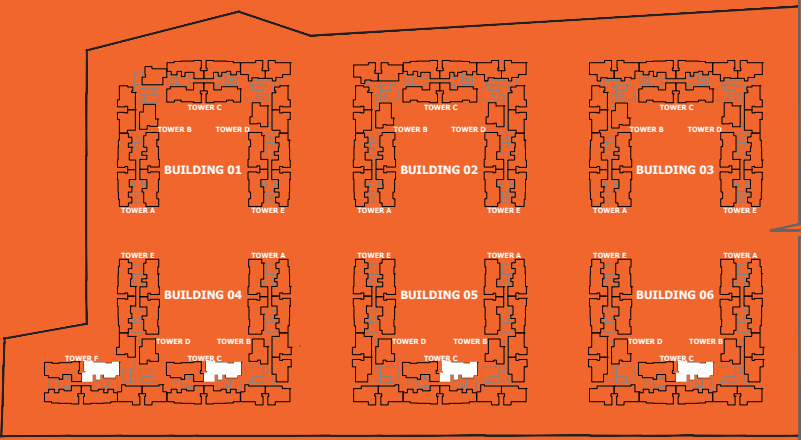 TOWER C TOWER C TOWER C
TOWER B TOWER D TOWER B TOWER D TOWER B TOWER D
BUILDING 01 BUILDING 02 BUILDING 03
TOWER A TOWER E TOWER A TOWER E TOWER A TOWER E
TOWER E TOWER A TOWER E TOWER A TOWER E TOWER A
BUILDING 04 BUILDING 05 BUILDING 06
TOWER D TOWER B TOWER D TOWER B TOWER D TOWER B
TOWER F TOWER C TOWER C TOWER C